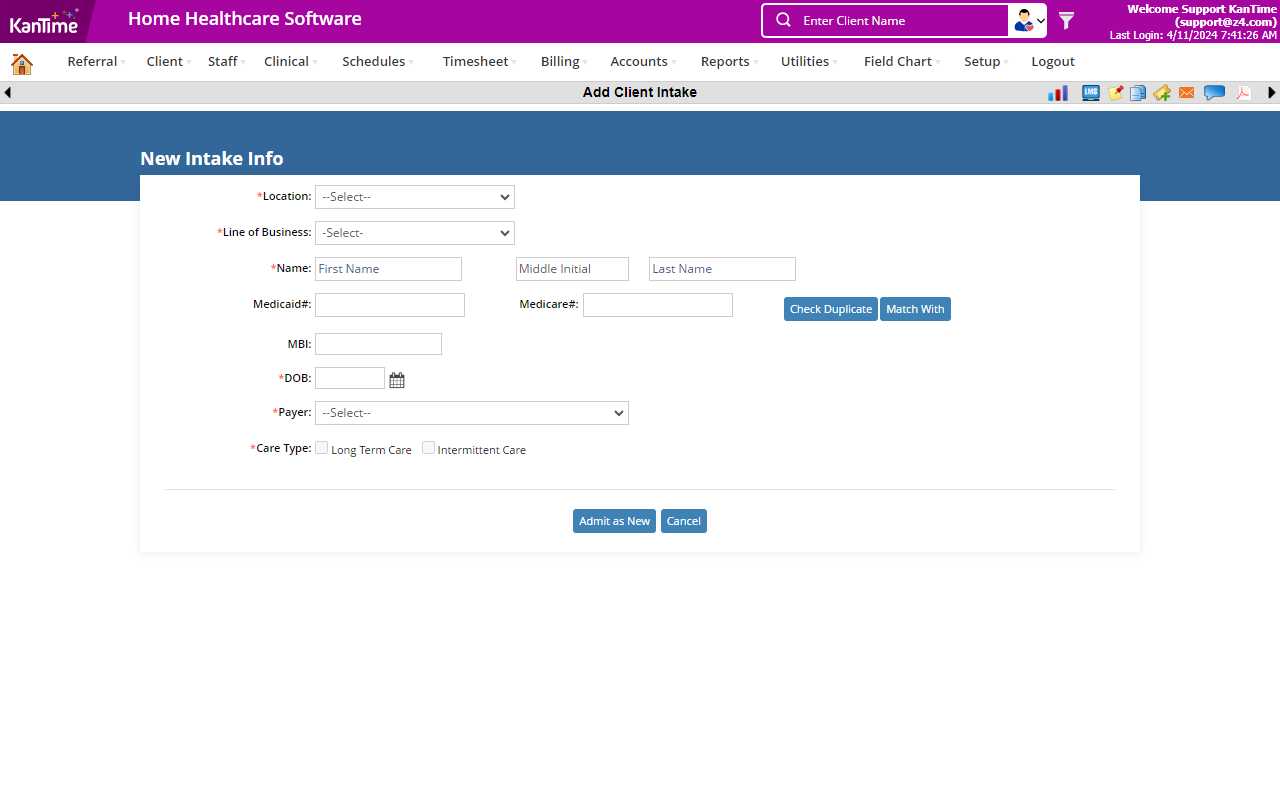 KanTime
Home Healthcare Software
Enter Client Name
Welcome Support KanTime
(support@z4.com)
Last Login: 4/11/2024 7:41:26 AM
Referral Client Staff Clinical Schedules Timesheet Billing Accounts Reports Utilities Field Chart Setup Logout
Add Client Intake
LMS
New Intake Info
*Location: --Select--
*Line of Business: -Select-
*Name: First Name Middle Initial Last Name
Medicaid#: Medicare#: Check Duplicate Match With
MBI:
*DOB:
*Payer: --Select--
*Care Type: Long Term Care Intermittent Care
Admit as New Cancel